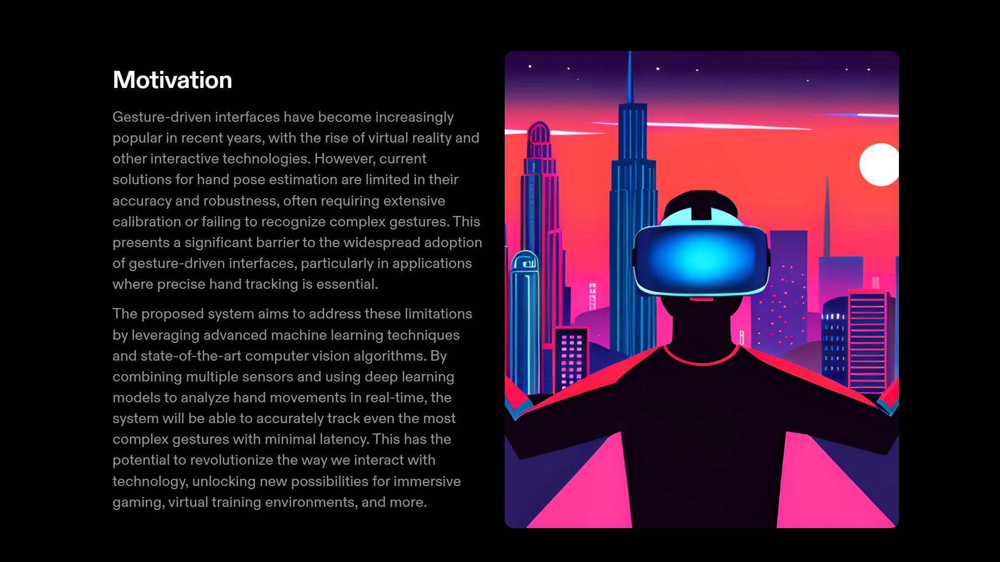 Motivation
Gesture-driven interfaces have become increasingly
popular in recent years, with the rise of virtual reality and
other interactive technologies. However, current
solutions for hand pose estimation are limited in their
accuracy and robustness, often requiring extensive
calibration or failing to recognize complex gestures. This
presents a significant barrier to the widespread adoption
of gesture-driven interfaces, particularly in applications
where precise hand tracking is essential.
The proposed system aims to address these limitations
by leveraging advanced machine learning techniques
and state-of-the-art computer vision algorithms. By
combining multiple sensors and using deep learning
models to analyze hand movements in real-time, the
system will be able to accurately track even the most
complex gestures with minimal latency. This has the
potential to revolutionize the way we interact with
technology, unlocking new possibilities for immersive
gaming, virtual training environments, and more.